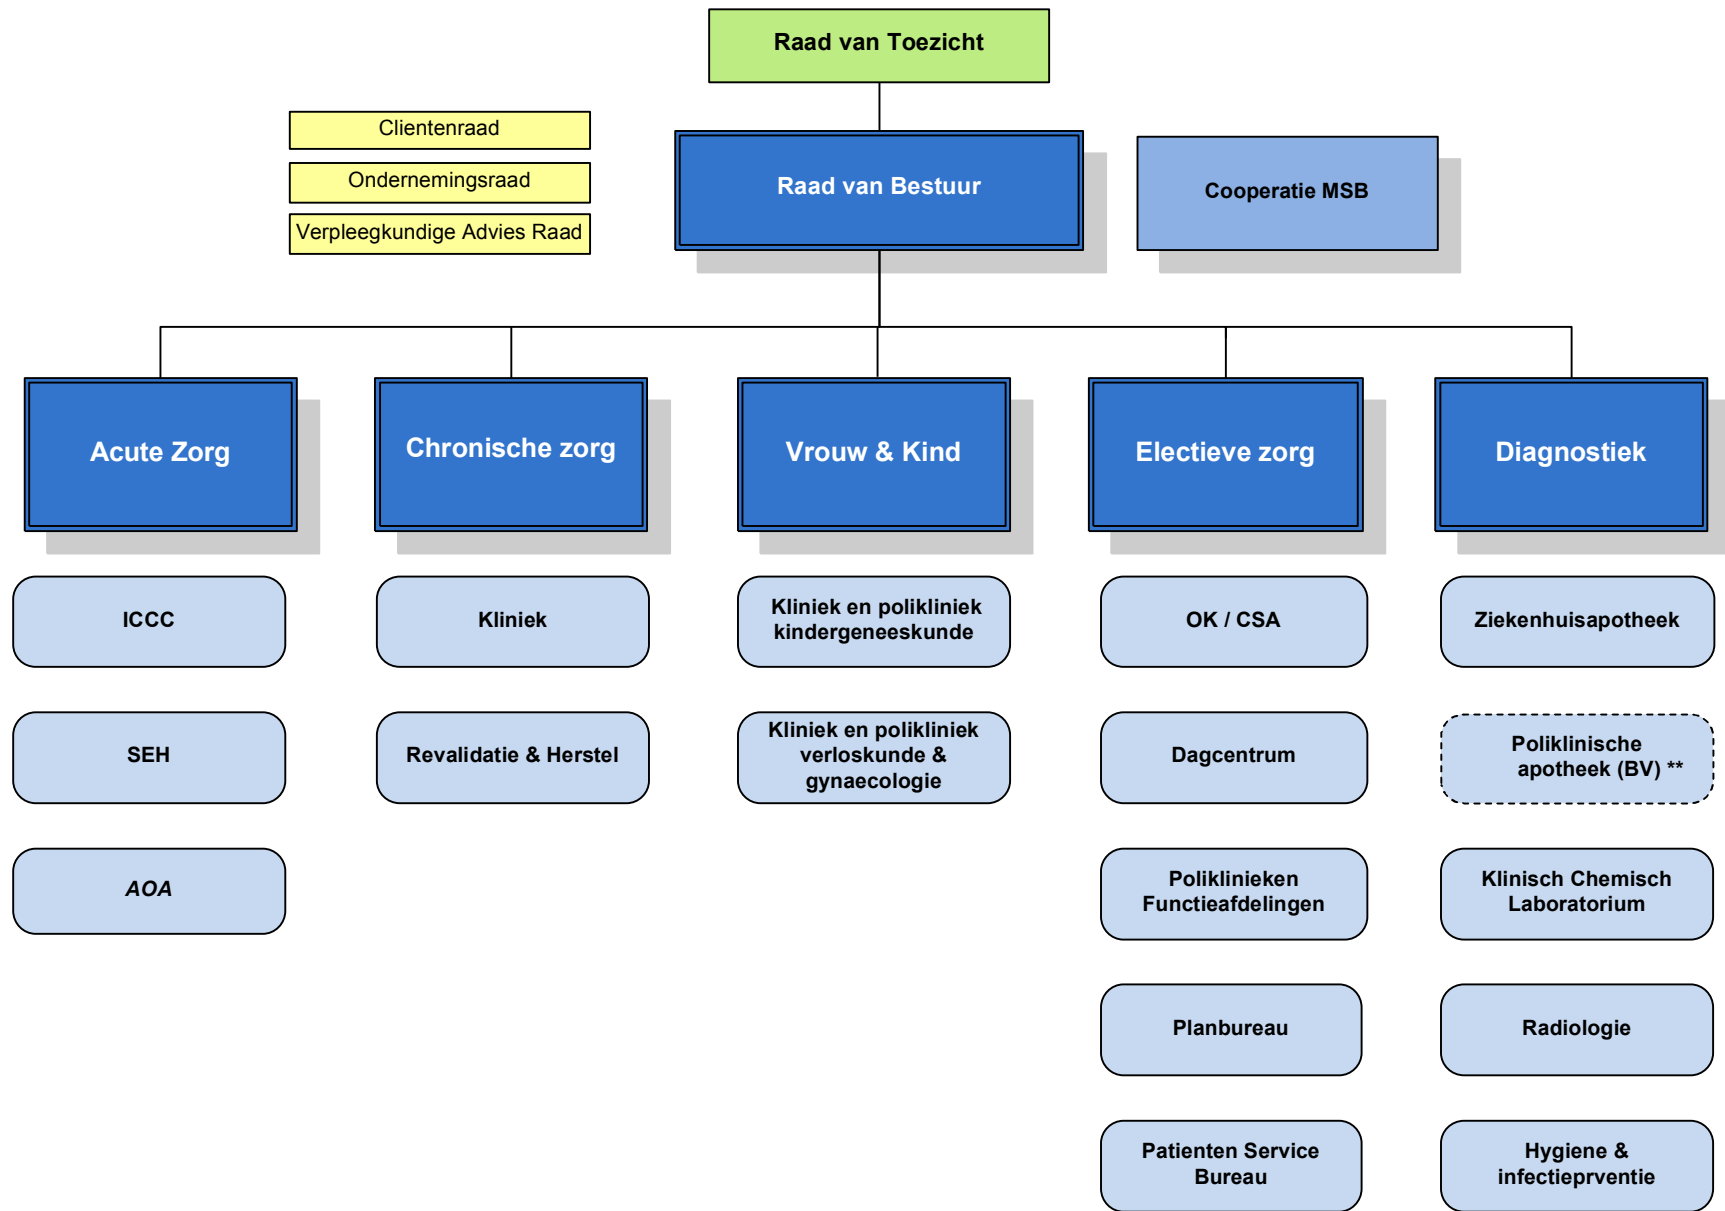 Raad van Toezicht
Clientenraad
Ondernemingsraad
Verpleegkundige Advies Raad
Raad van Bestuur
Cooperatie MSB
Acute Zorg
Chronische zorg
Vrouw & Kind
Electieve zorg
Diagnostiek
ICCC
Kliniek
Kliniek en polikliniek
kindergeneeskunde
OK / CSA
Ziekenhuisapotheek
SEH
Revalidatie & Herstel
Kliniek en polikliniek
verloskunde &
gynaecologie
Dagcentrum
Poliklinische
apotheek (BV) **
AOA
Poliklinieken
Functieafdelingen
Klinisch Chemisch
Laboratorium
Planbureau
Radiologie
Patienten Service
Bureau
Hygiene &
infectieprventie